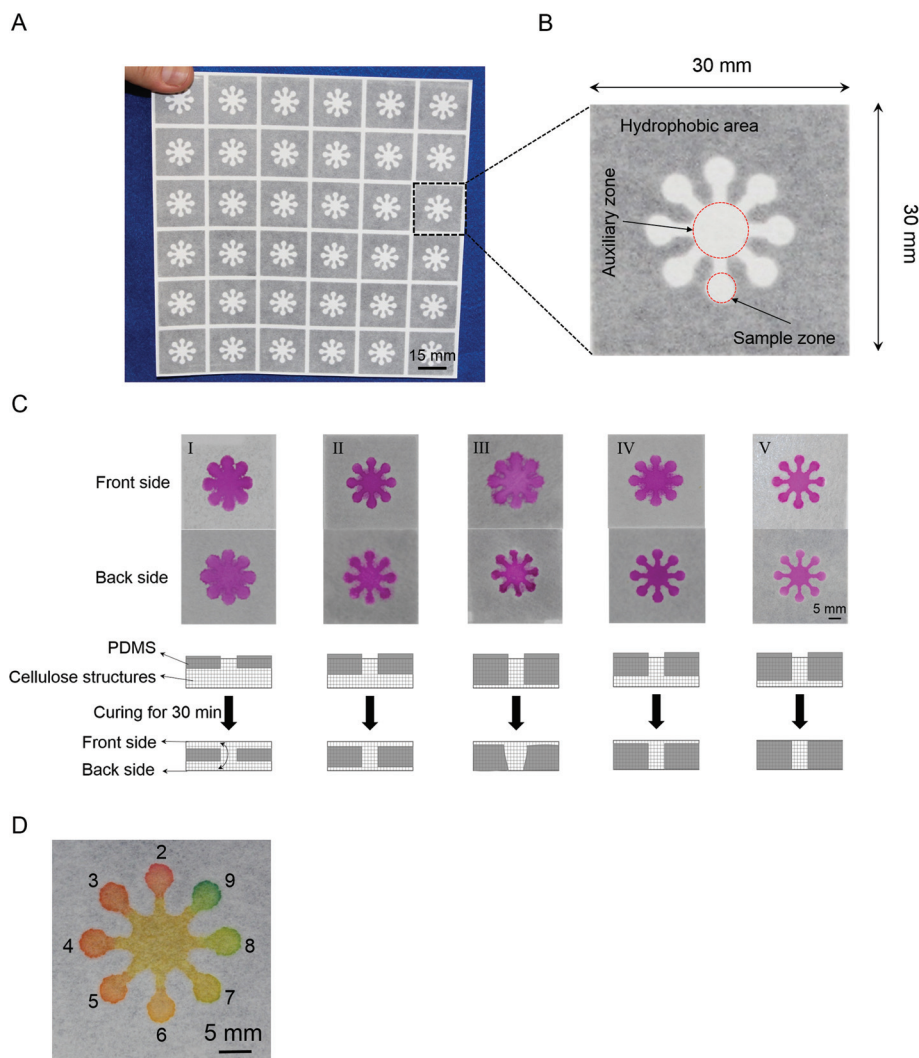 A
B
30 mm
Hydrophobic area
Auxiliary zone
30 mm
Sample zone
15 mm
C
I
II
III
IV
V
Front side
Back side
5 mm
PDMS
Cellulose structures
Curing for 30 min
Front side
Back side
D
2
3
9
4
8
5
7
6
5 mm